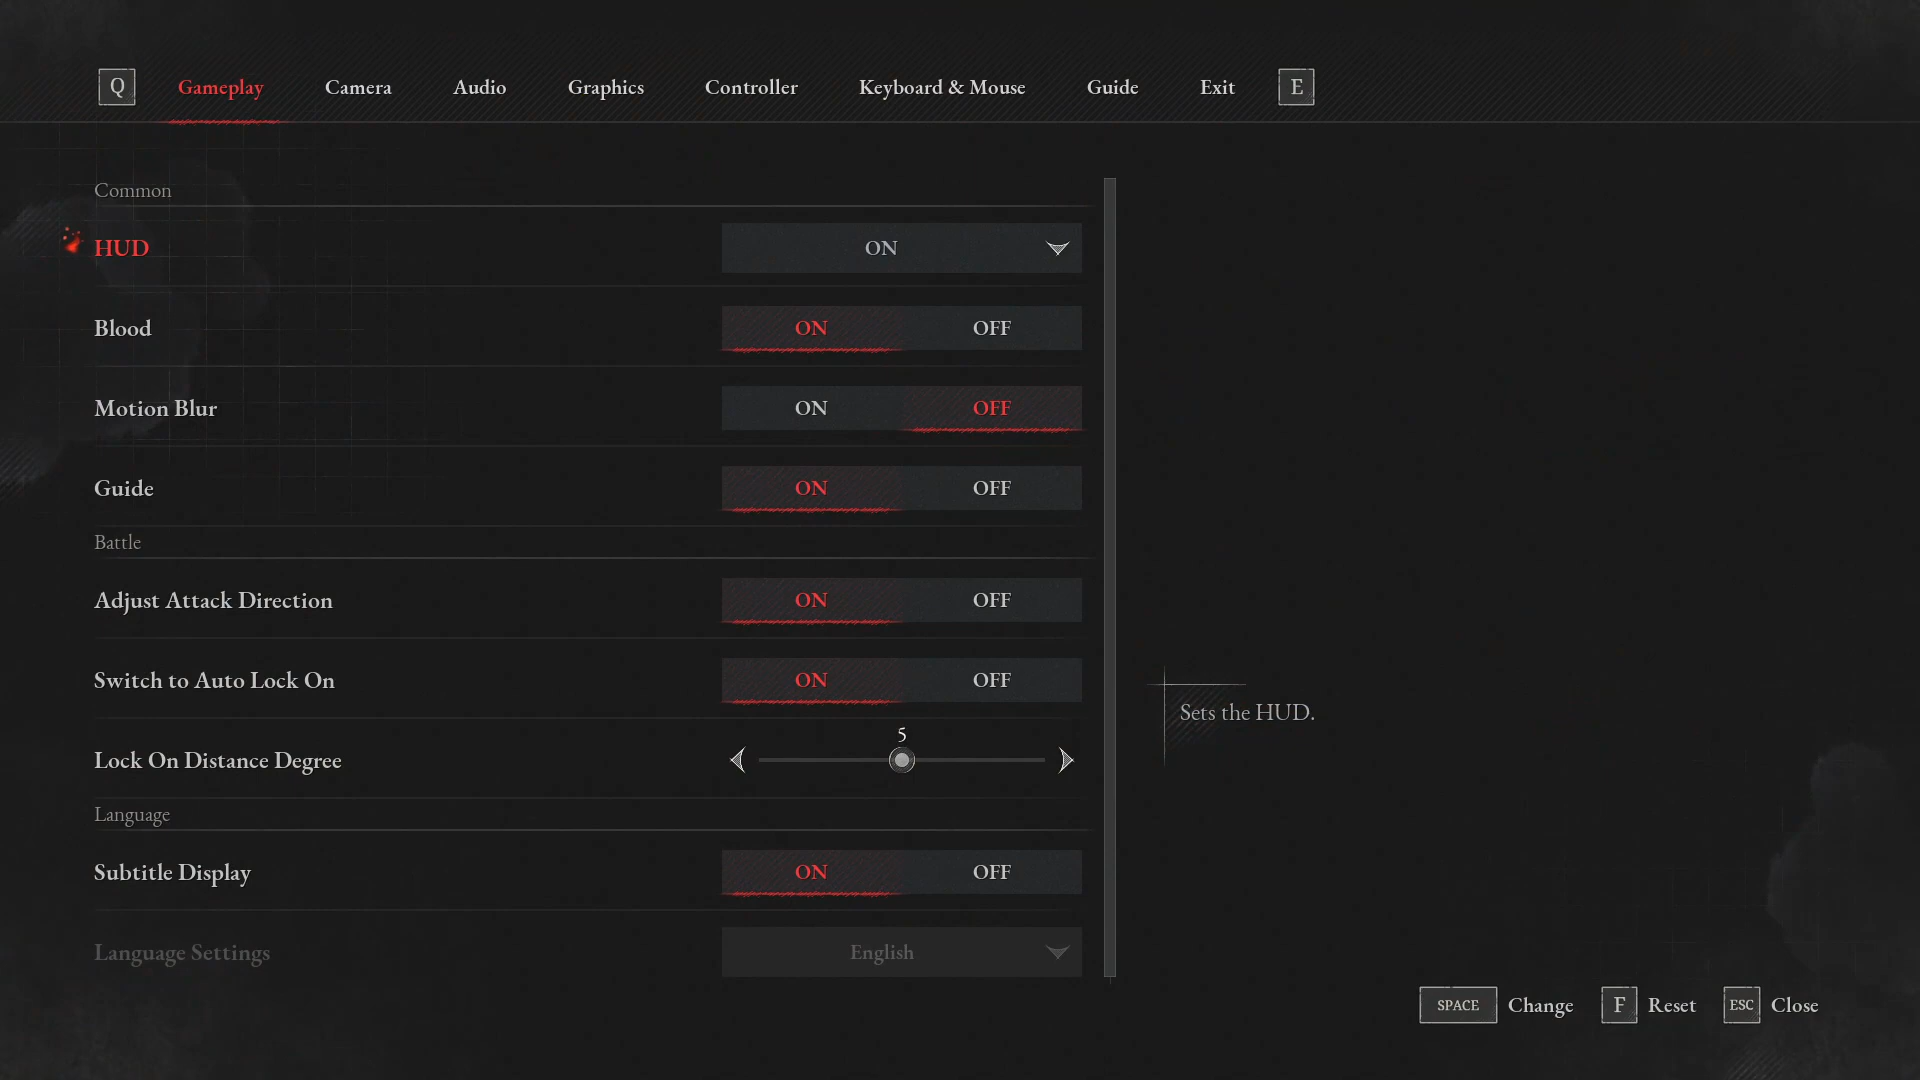 Q Gameplay Camera Audio Graphics Controller Keyboard & Mouse Guide Exit E
Common
HUD ON
Blood ON OFF
Motion Blur ON OFF
Guide ON OFF
Battle
Adjust Attack Direction ON OFF
Switch to Auto Lock On ON OFF
5
Lock On Distance Degree
Language
Subtitle Display ON OFF
Language Settings English
Sets the HUD.
SPACE Change F Reset ESC Close